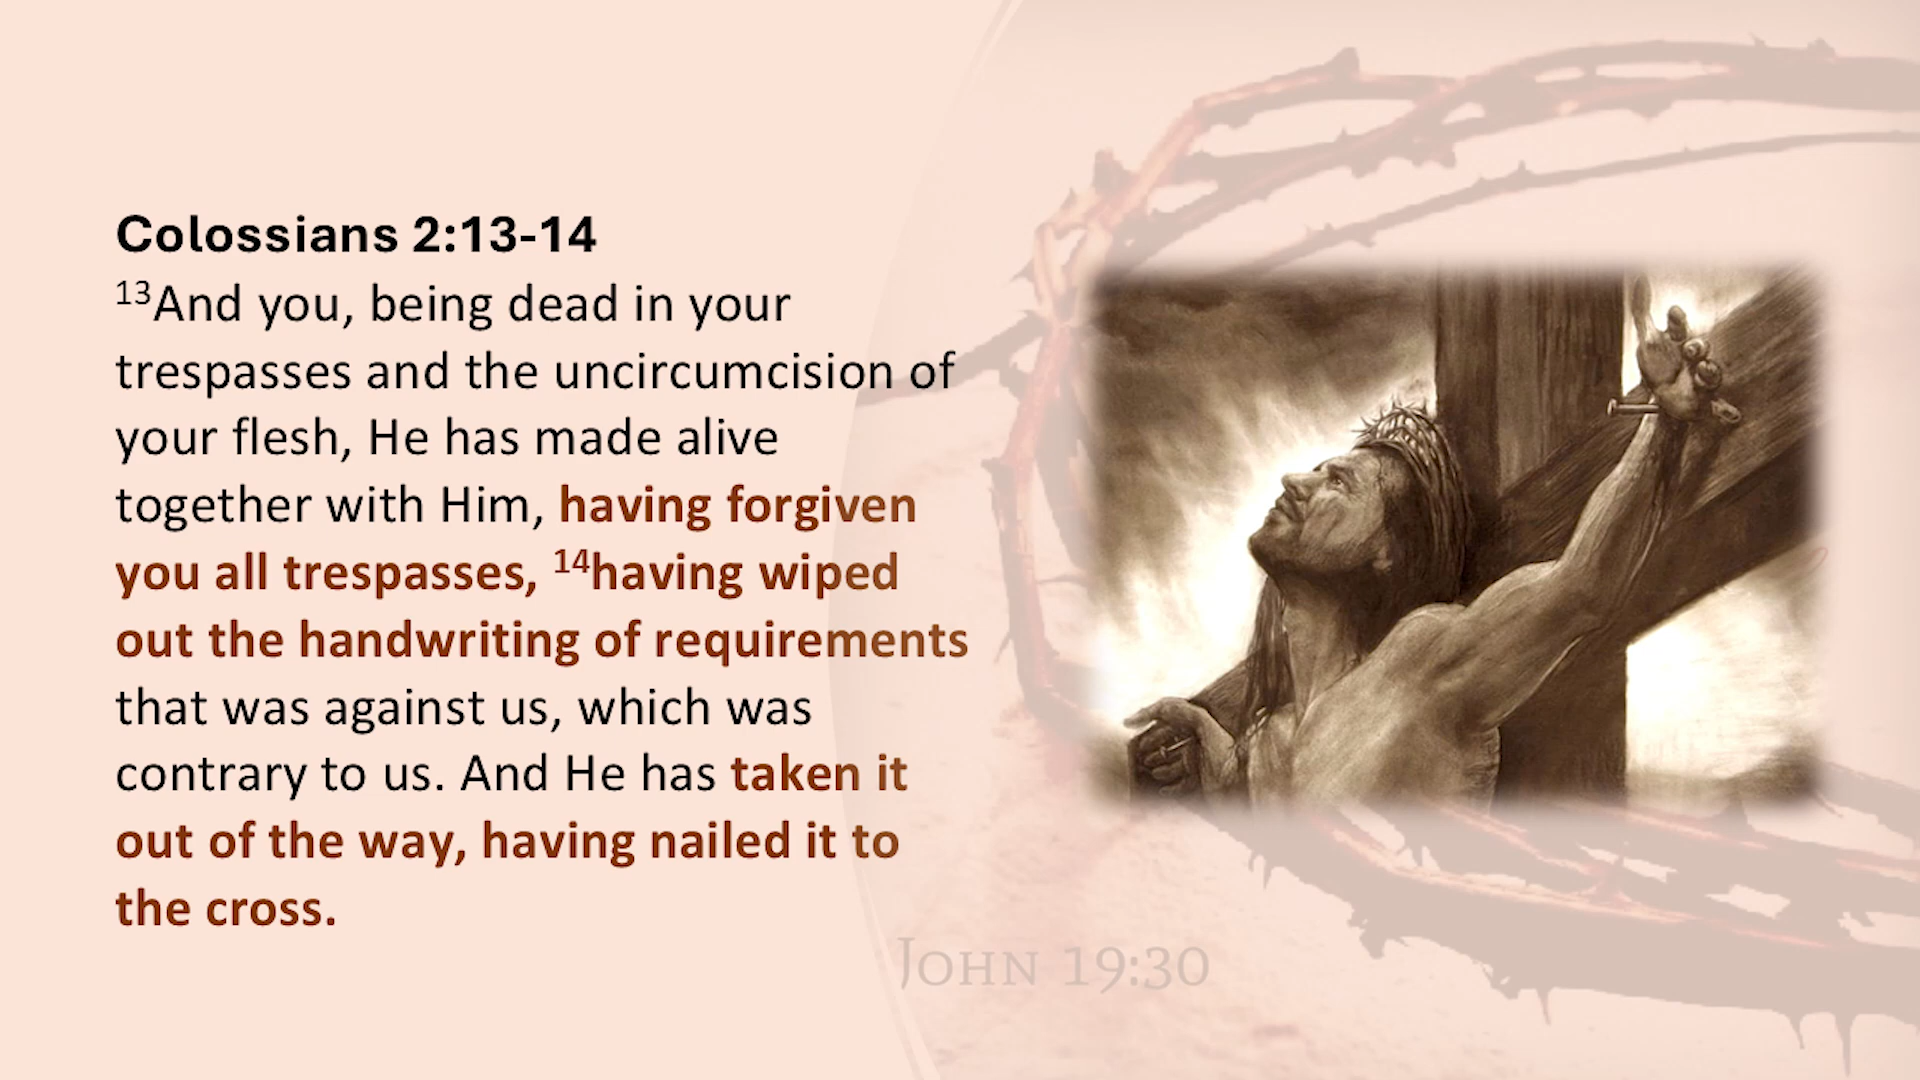 Colossians 2:13-14
13And you, being dead in your
trespasses and the uncircumcision of
your flesh, He has made alive
together with Him, having forgiven
you all trespasses, 14having wiped
out the handwriting of requirements
that was against us, which was
contrary to us. And He has taken it
out of the way, having nailed it to
the cross.
John 19:30